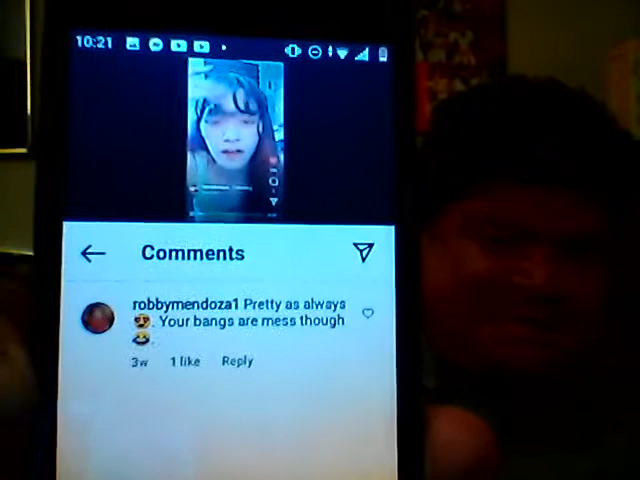 10:21
Comments
robbymendoza1 Pretty as always
😍. Your bangs are mess though
😂.
3w 1 like Reply